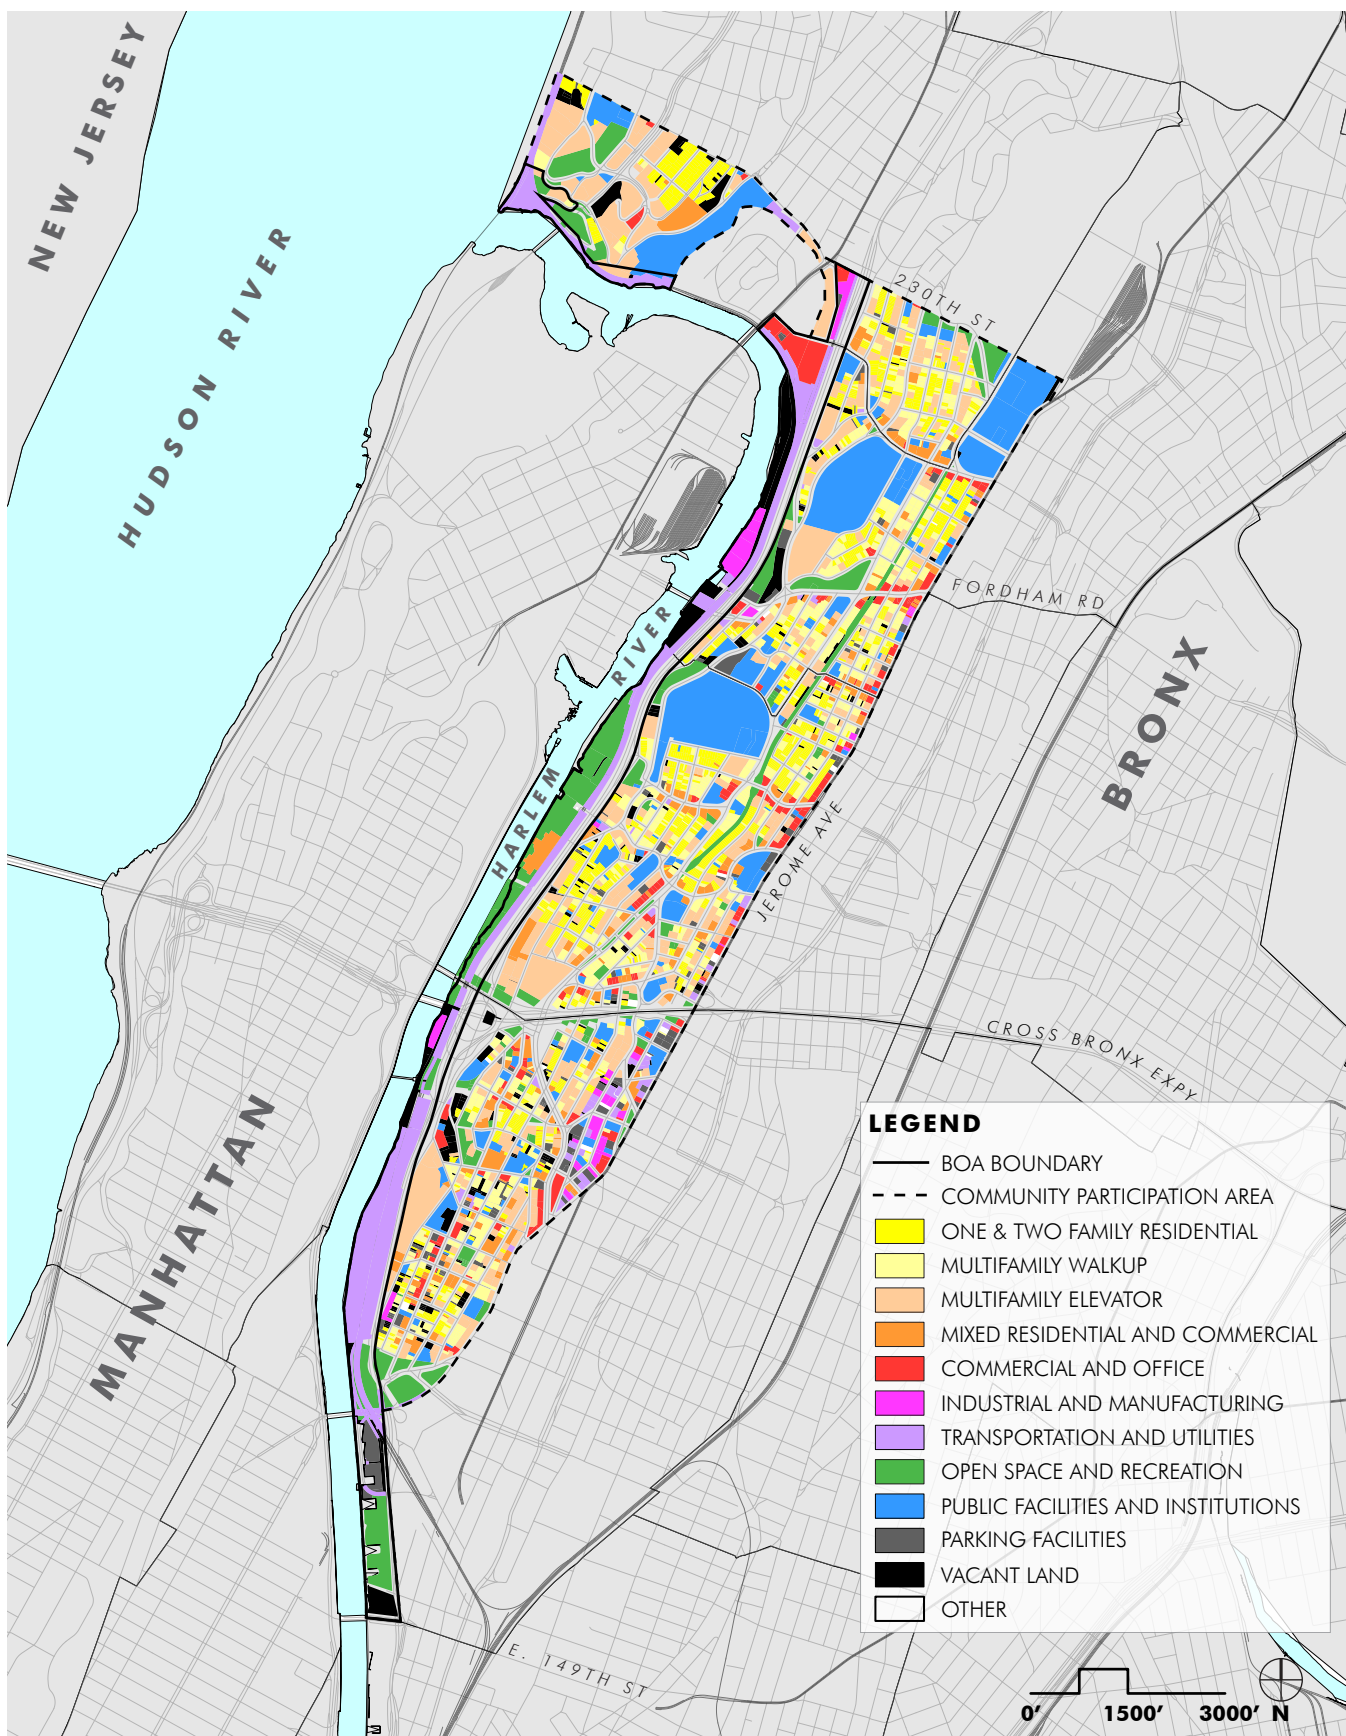 NEW JERSEY
HUDSON RIVER
230TH ST
FORDHAM RD
HARLEM RIVER
BRONX
JEROME AVE
CROSS BRONX EXPY
MANHATTAN
LEGEND
BOA BOUNDARY
COMMUNITY PARTICIPATION AREA
ONE & TWO FAMILY RESIDENTIAL
MULTIFAMILY WALKUP
MULTIFAMILY ELEVATOR
MIXED RESIDENTIAL AND COMMERCIAL
COMMERCIAL AND OFFICE
INDUSTRIAL AND MANUFACTURING
TRANSPORTATION AND UTILITIES
OPEN SPACE AND RECREATION
PUBLIC FACILITIES AND INSTITUTIONS
PARKING FACILITIES
VACANT LAND
OTHER
E. 149TH ST
0' 1500' 3000' N